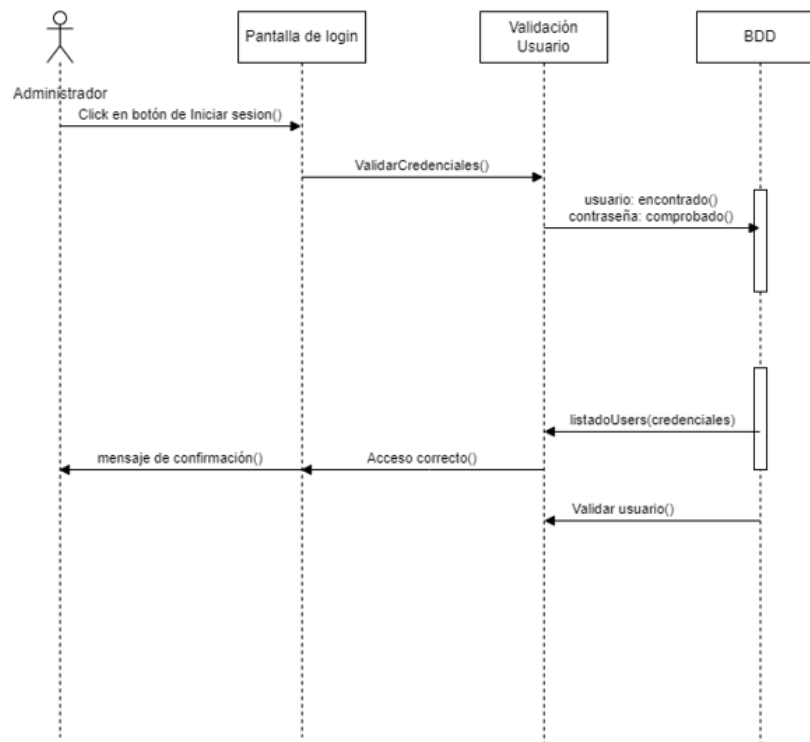 Pantalla de login
Validación
Usuario
BDD
Administrador
Click en botón de Iniciar sesion()
ValidarCredenciales()
usuario: encontrado()
contraseña: comprobado()
listadoUsers(credenciales)
mensaje de confirmación()
Acceso correcto()
Validar usuario()